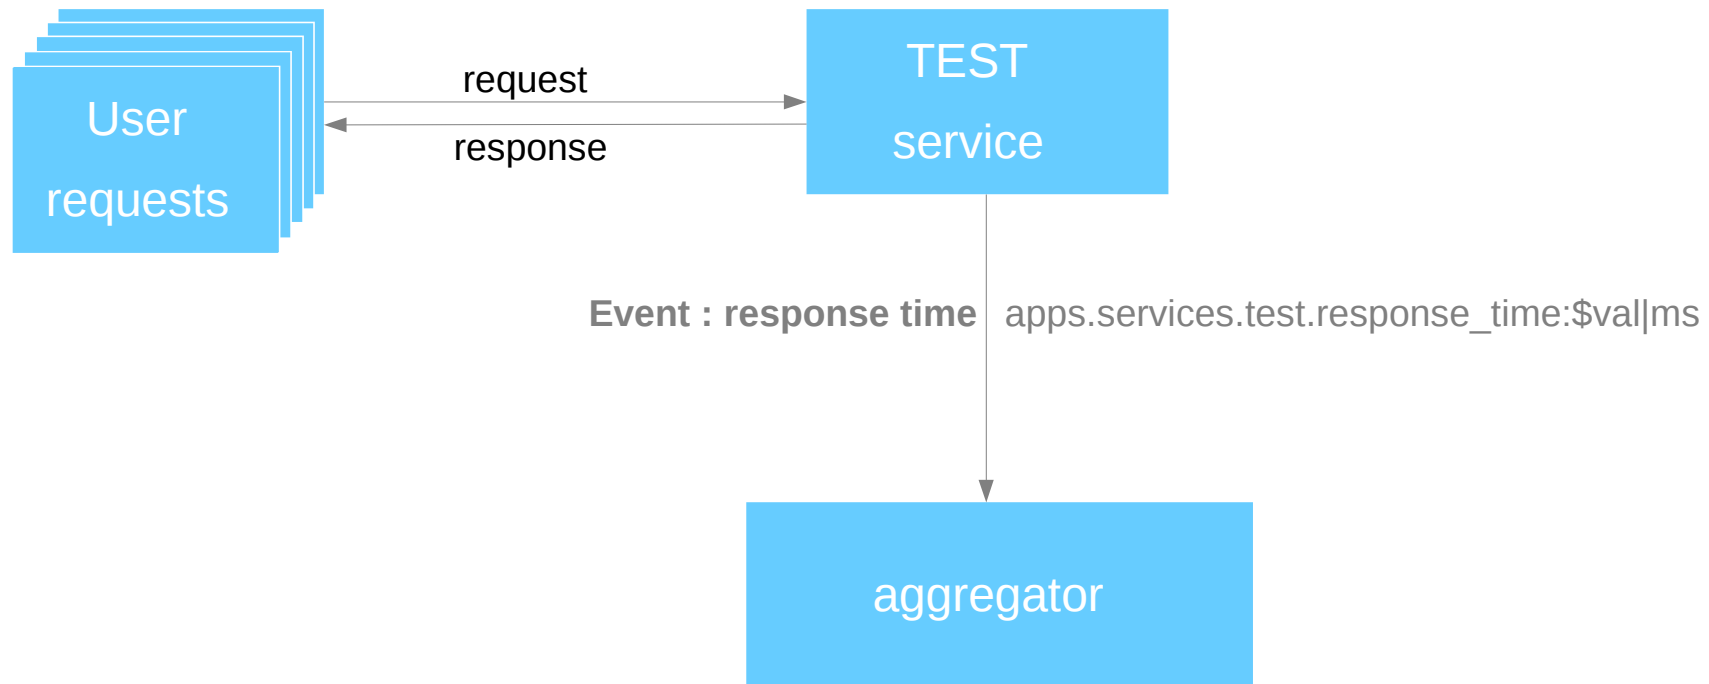 User
requests
request
response
TEST
service
Event : response time
apps.services.test.response_time:$val|ms
aggregator